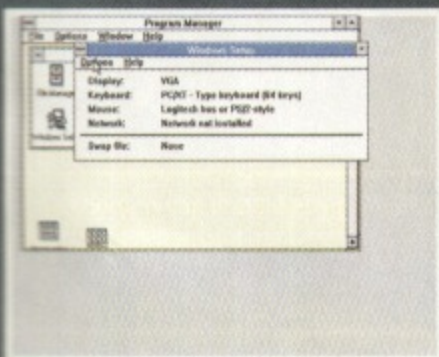 Program Manager
File Options Window Help
Windows Setup
Options Help
Display: VGA
Keyboard: PC/XT - Type keyboard (84 keys)
Mouse: Logitech bus or PS/2-style
Network: Network not installed
Swap file: None